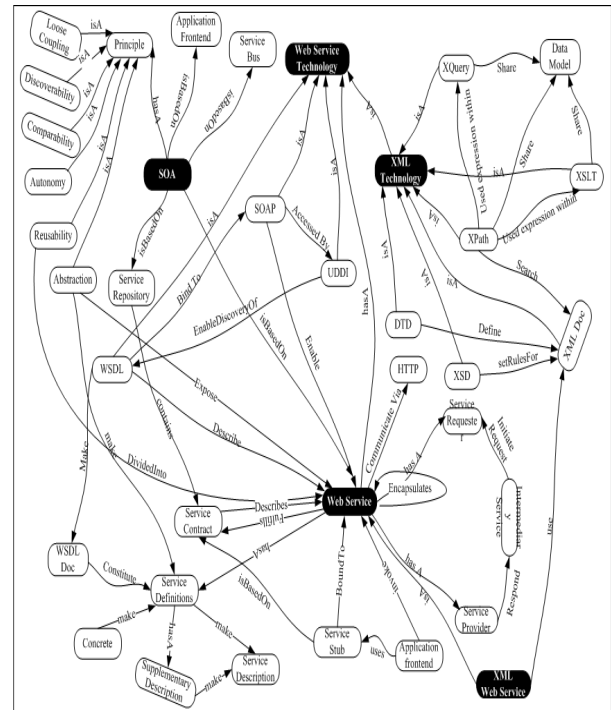 Loose
Coupling
isA
Principle
Application
Frontend
Service
Bus
Web Service
Technology
XQuery
Share
Data
Model
Discoverability
isA
Comparability
isA
Autonomy
isA
isA
hasA
isBasedOn
isBasedOn
isA
isA
Used expression within
Share
Share
SOA
isA
isA
isA
XML
Technology
isA
XSLT
Reusability
isBasedOn
SOAP
Accessed By
isA
XPath
Used expression within
Abstraction
Service
Repository
Bind To
UDDI
hasA
isA
isA
isA
Search
EnableDiscoveryOf
isBasedOn
DTD
Define
XML Doc
WSDL
Enable
HTTP
XSD
setRulesFor
Expose
contains
Describe
Communicate Via
Service
Requeste
r
Initiate
Request
Make
make
DividedInto
has A
Encapsulates
Web Service
Intermediar
y
Service
use
Service
Contract
Describes
Fulfills
WSDL
Doc
hasA
has A
isA
Constitute
Service
Definitions
isBasedOn
BoundTo
invoke
Service
Provider
Respond
Concrete
make
hasA
make
Service
Stub
uses
Application
frontend
Supplementary
Description
make
Service
Description
XML
Web Service